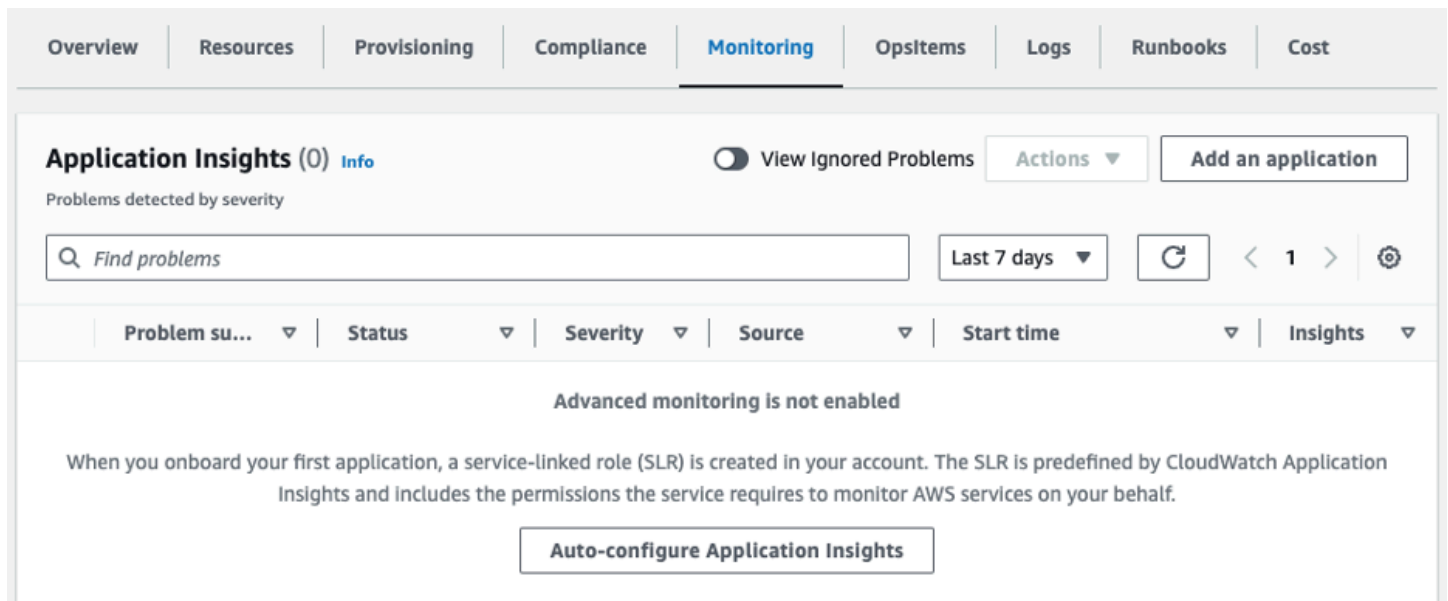 Overview Resources Provisioning Compliance Monitoring OpsItems Logs Runbooks Cost
Application Insights (0) Info View Ignored Problems Actions Add an application
Problems detected by severity
Find problems Last 7 days 1
Problem su... Status Severity Source Start time Insights
Advanced monitoring is not enabled
When you onboard your first application, a service-linked role (SLR) is created in your account. The SLR is predefined by CloudWatch Application
Insights and includes the permissions the service requires to monitor AWS services on your behalf.
Auto-configure Application Insights